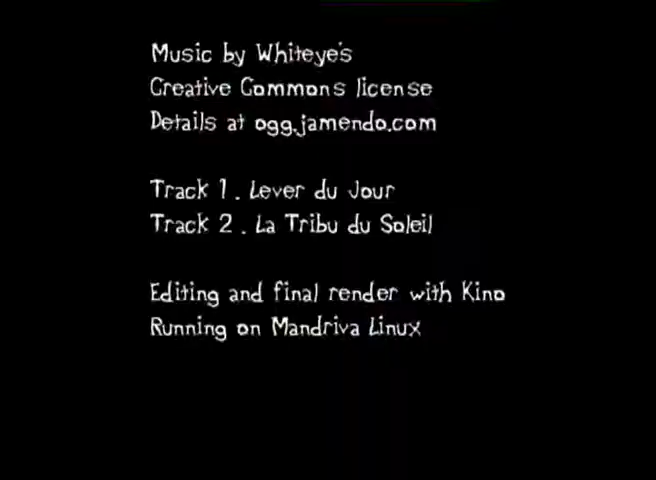 Music by Whiteye's
Creative Commons license
Details at ogg.jamendo.com
Track 1 . Lever du Jour
Track 2 . La Tribu du Soleil
Editing and final render with Kino
Running on Mandriva Linux